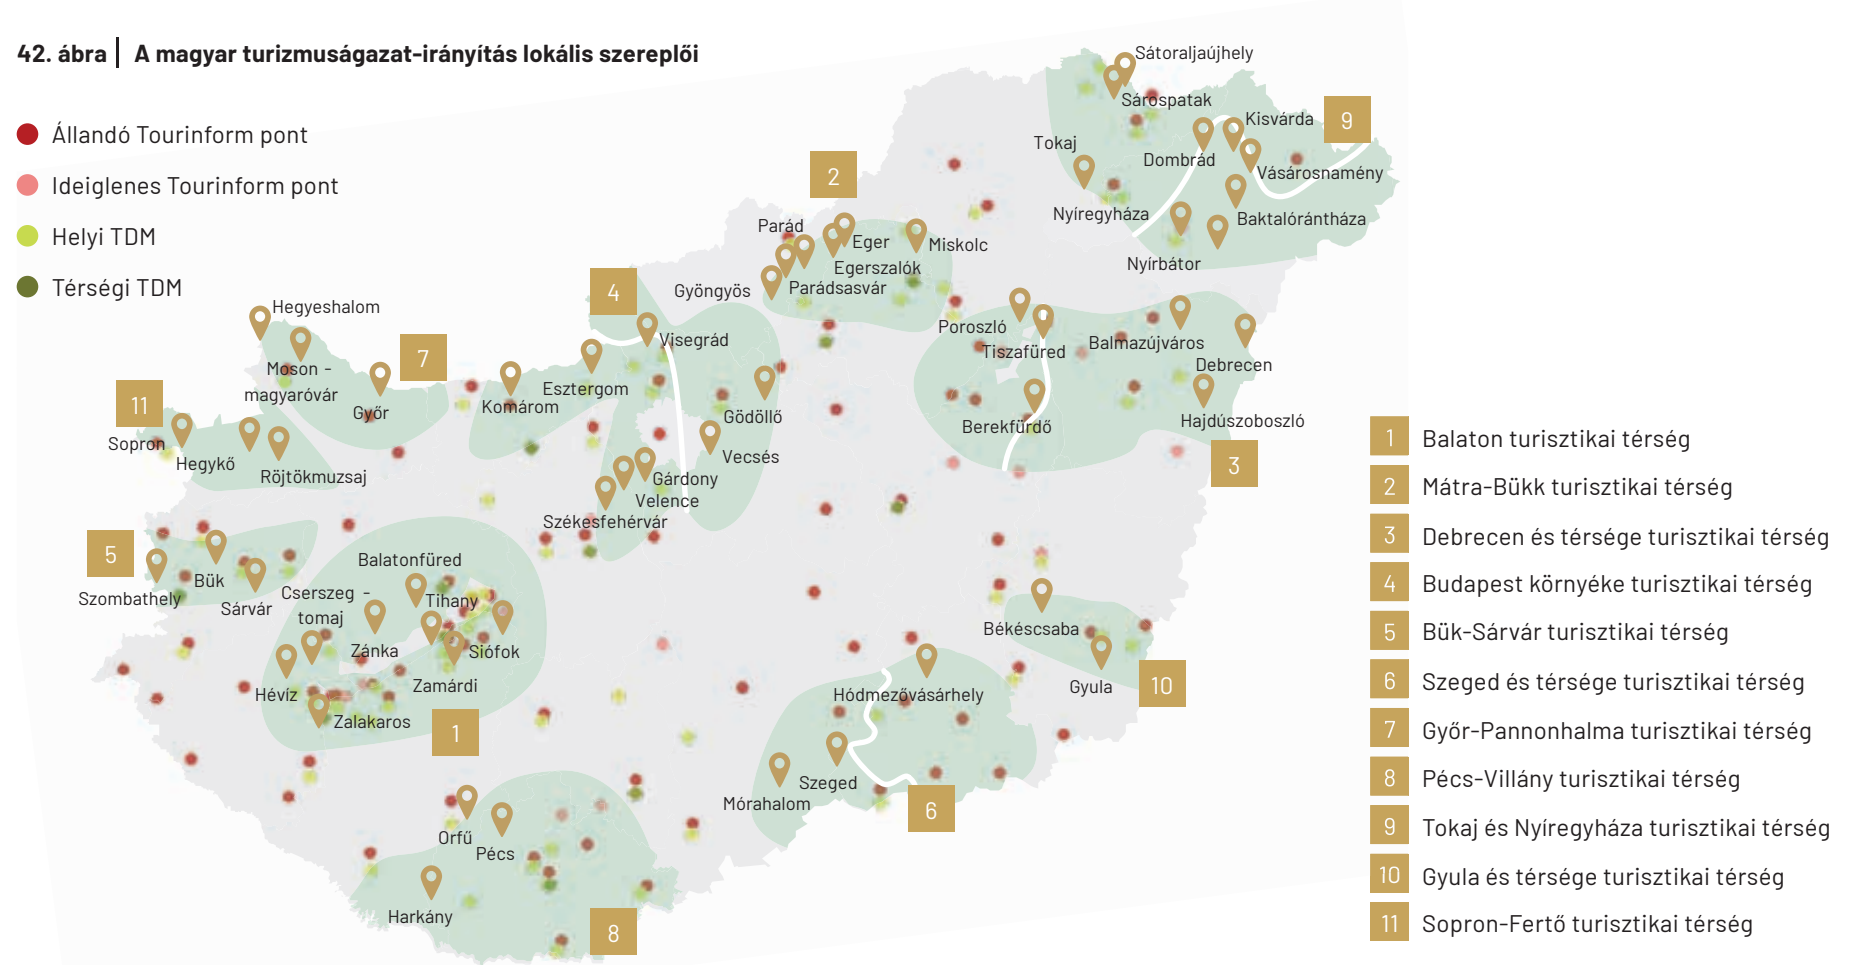 42. ábra | A magyar turizmuságazat-irányítás lokális szereplői
Állandó Tourinform pont
Ideiglenes Tourinform pont
Helyi TDM
Térségi TDM
Sátoraljaújhely
Sárospatak
Kisvárda
9
Tokaj
Dombrád
Vásárosnamény
2
Nyíregyháza
Baktalórántháza
Parád
Eger
Miskolc
Nyírbátor
Egerszalók
Gyöngyös
Parádsasvár
4
Hegyeshalom
Poroszló
Visegrád
Tiszafüred
Balmazújváros
7
Debrecen
Moson -
magyaróvár
Esztergom
11
Győr
Komárom
Gödöllő
Hajdúszoboszló
Berekfürdő
Sopron
Hegykő
Vecsés
3
Röjtökmuzsaj
Gárdony
Velence
Székesfehérvár
5
Balatonfüred
Bük
Szombathely
Sárvár
Cserszeg -
tomaj
Tihany
Békéscsaba
Zánka
Siófok
Hévíz
Zamárdi
Gyula
10
Hódmezővásárhely
Zalakaros
1
Szeged
Mórahalom
6
Orfű
Pécs
Harkány
8
1 Balaton turisztikai térség
2 Mátra-Bükk turisztikai térség
3 Debrecen és térsége turisztikai térség
4 Budapest környéke turisztikai térség
5 Bük-Sárvár turisztikai térség
6 Szeged és térsége turisztikai térség
7 Győr-Pannonhalma turisztikai térség
8 Pécs-Villány turisztikai térség
9 Tokaj és Nyíregyháza turisztikai térség
10 Gyula és térsége turisztikai térség
11 Sopron-Fertő turisztikai térség